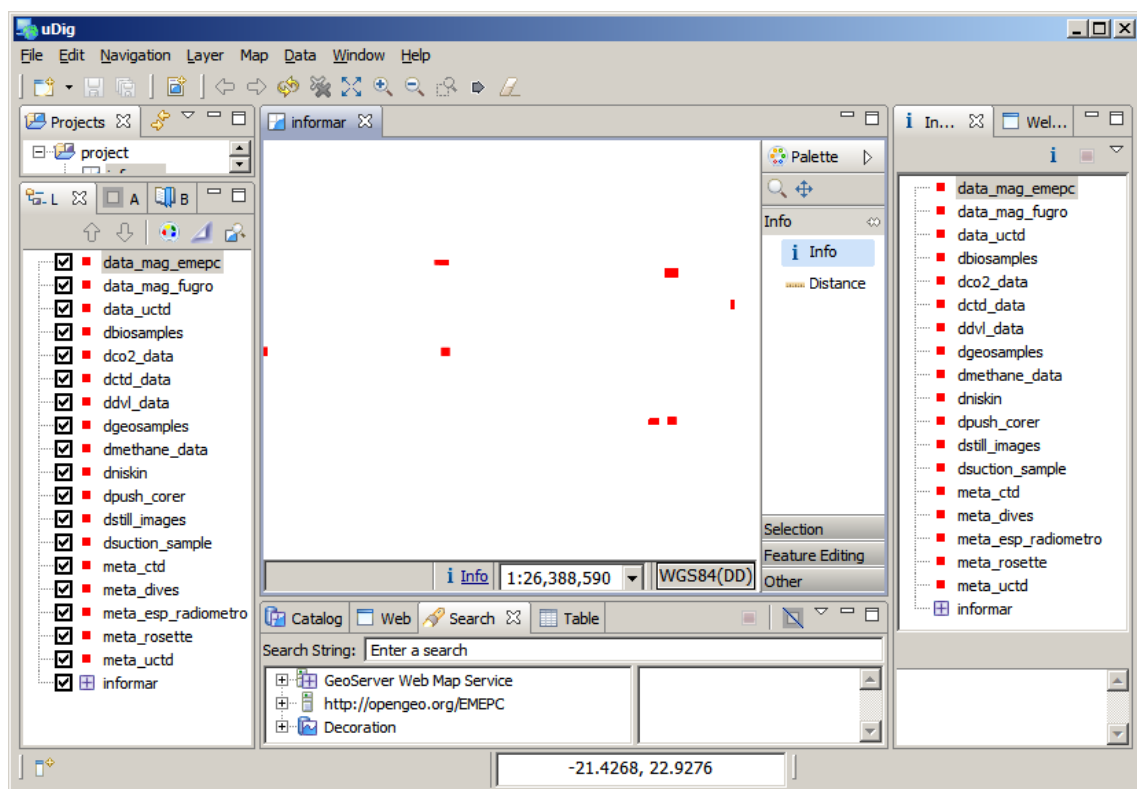 uDig
File Edit Navigation Layer Map Data Window Help
Projects
informar
i In...
Wel...
project
Palette
L A B
Info
i Info
Distance
data_mag_emepc
data_mag_fugro
data_uctd
dbiosamples
dco2_data
dctd_data
ddvl_data
dgeosamples
dmethane_data
dniskin
dpush_corer
dstill_images
dsuction_sample
meta_ctd
meta_dives
meta_esp_radiometro
meta_rosette
meta_uctd
informar
Selection
Feature Editing
Other
i Info 1:26,388,590 WGS84(DD)
Catalog Web Search Table
Search String: Enter a search
GeoServer Web Map Service
http://opengeo.org/EMEPC
Decoration
data_mag_emepc
data_mag_fugro
data_uctd
dbiosamples
dco2_data
dctd_data
ddvl_data
dgeosamples
dmethane_data
dniskin
dpush_corer
dstill_images
dsuction_sample
meta_ctd
meta_dives
meta_esp_radiometro
meta_rosette
meta_uctd
informar
-21.4268, 22.9276